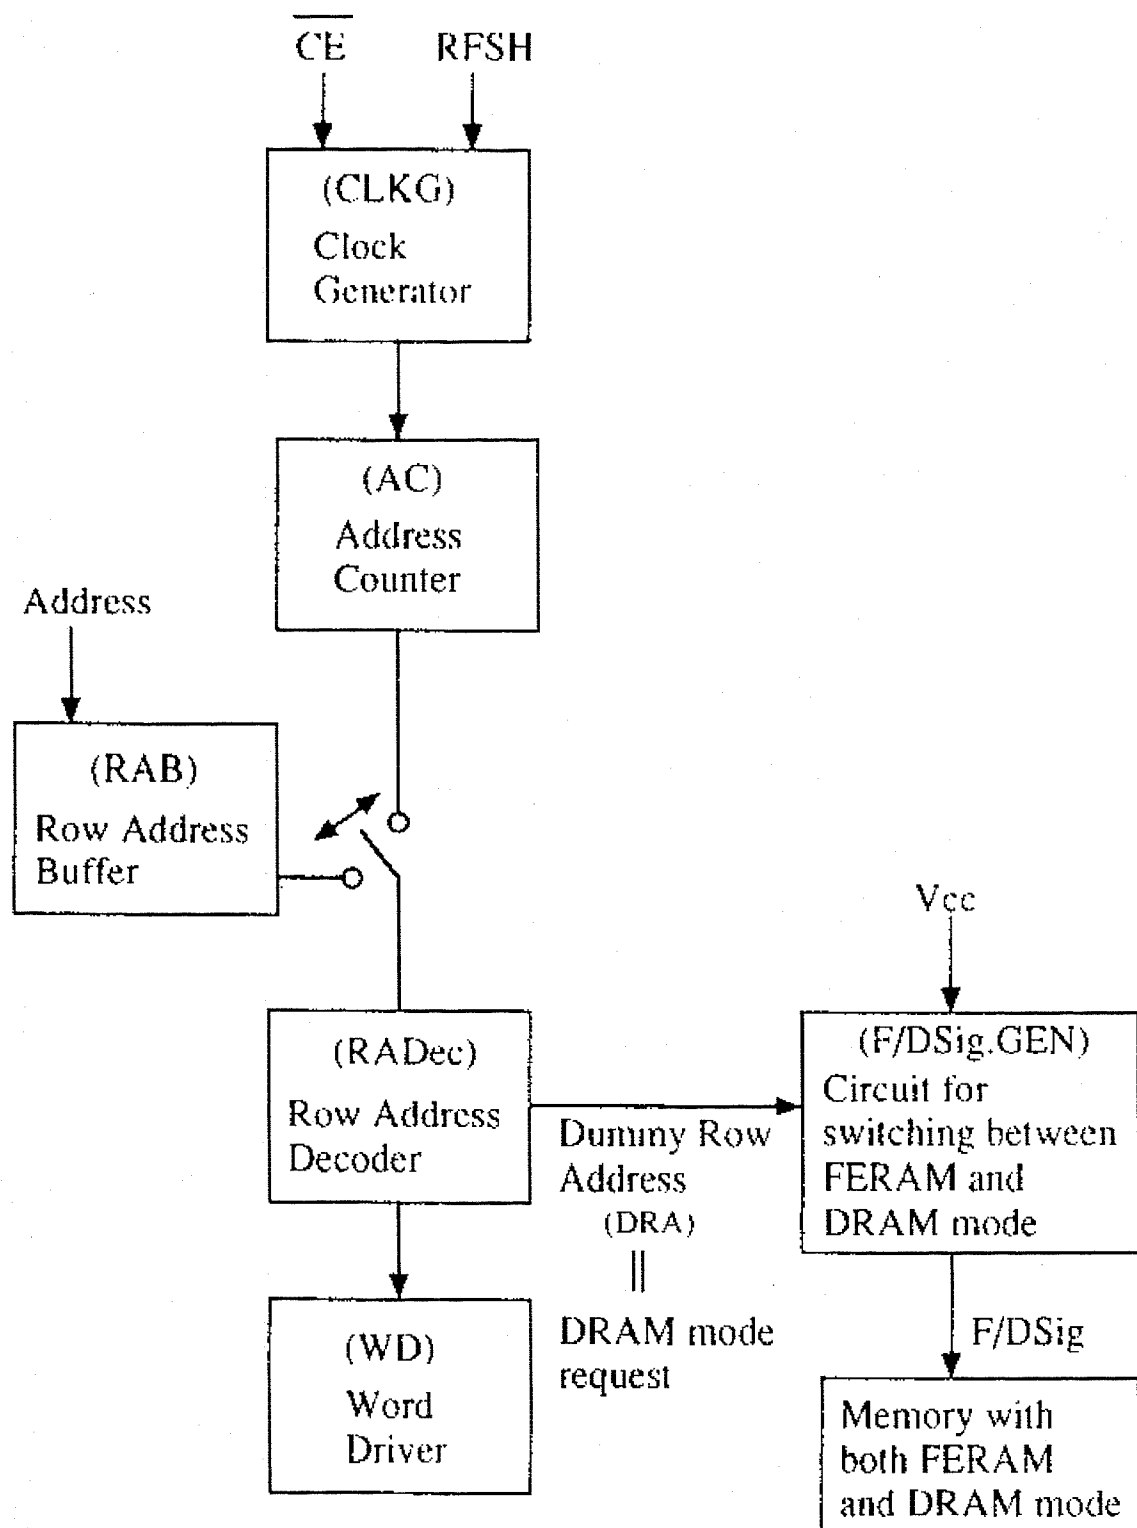 C̅E̅ RFSH
(CLKG)
Clock
Generator
(AC)
Address
Counter
Address
(RAB)
Row Address
Buffer
Vcc
(RADec)
Row Address
Decoder
Dummy Row
Address
(DRA)
||
DRAM mode
request
(F/DSig.GEN)
Circuit for
switching between
FERAM and
DRAM mode
F/DSig
(WD)
Word
Driver
Memory with
both FERAM
and DRAM mode